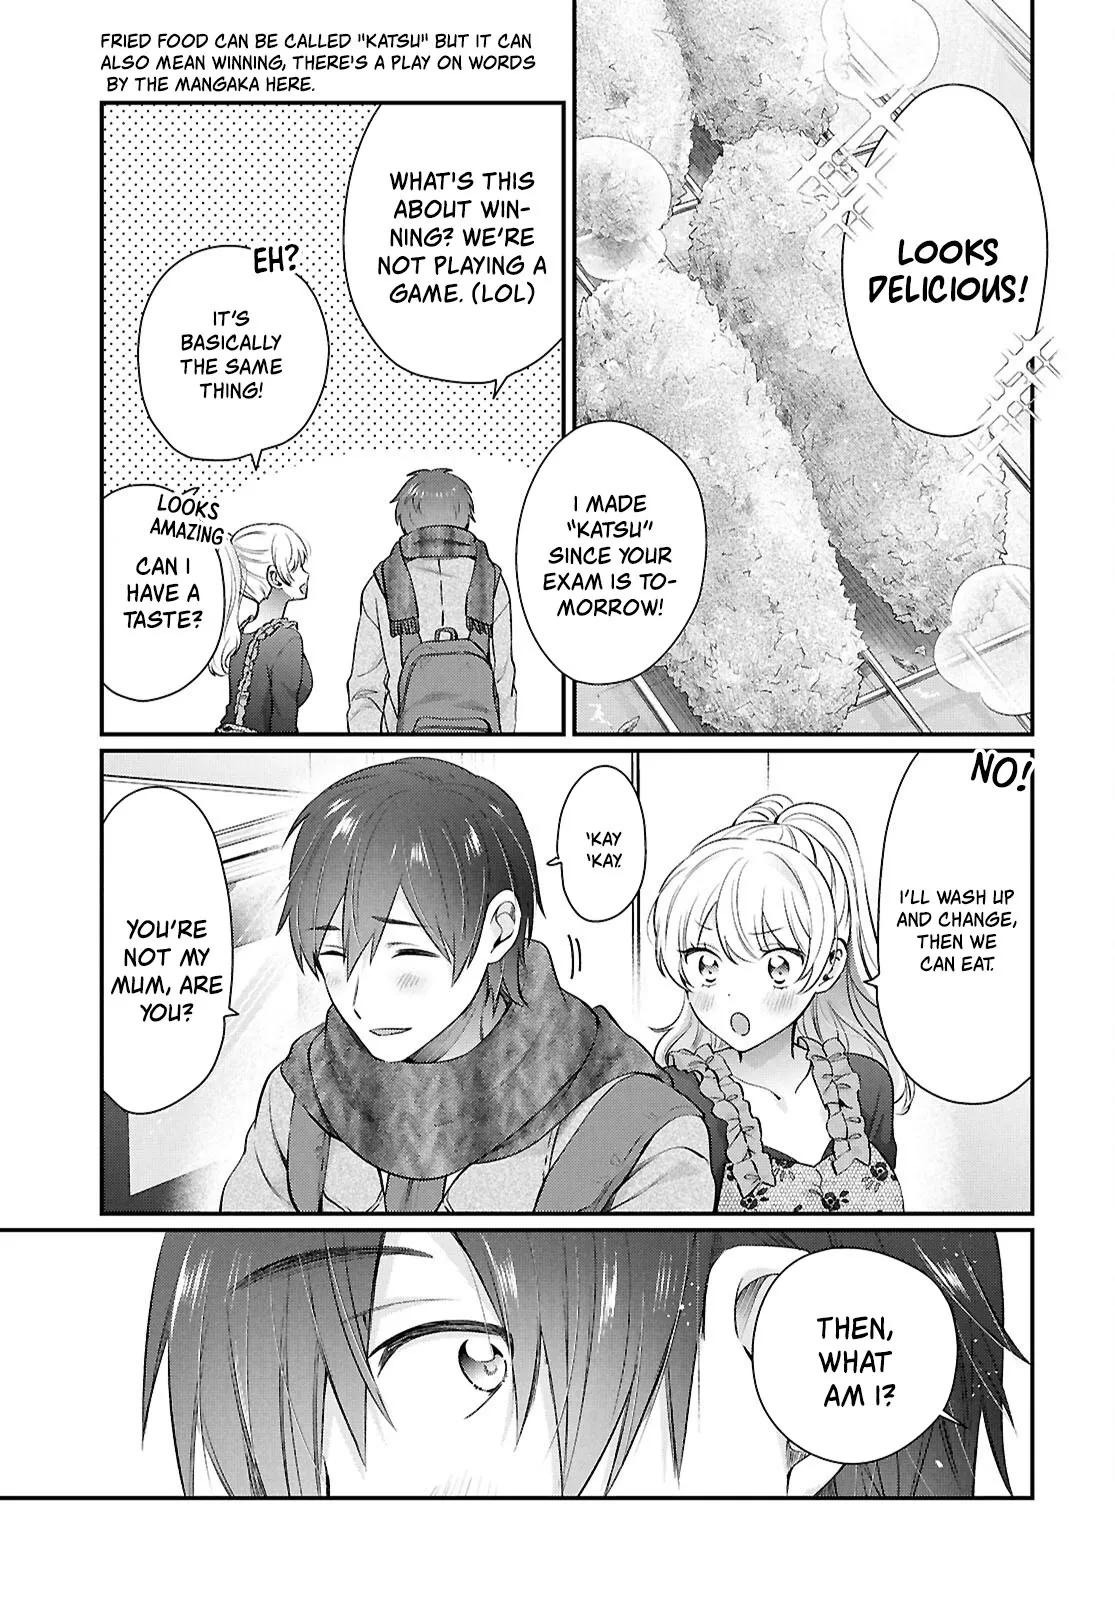 FRIED FOOD CAN BE CALLED "KATSU" BUT IT CAN
ALSO MEAN WINNING, THERE'S A PLAY ON WORDS
BY THE MANGAKA HERE.
LOOKS
DELICIOUS!
I MADE
"KATSU"
SINCE YOUR
EXAM IS TO-
MORROW!
WHAT'S THIS
ABOUT WIN-
NING? WE'RE
NOT PLAYING A
GAME. (LOL)
EH?
IT'S
BASICALLY
THE SAME
THING!
LOOKS
AMAZING
CAN I
HAVE A
TASTE?
NO!
I'LL WASH UP
AND CHANGE,
THEN WE
CAN EAT.
'KAY
'KAY.
YOU'RE
NOT MY
MUM, ARE
YOU?
THEN,
WHAT
AM I?